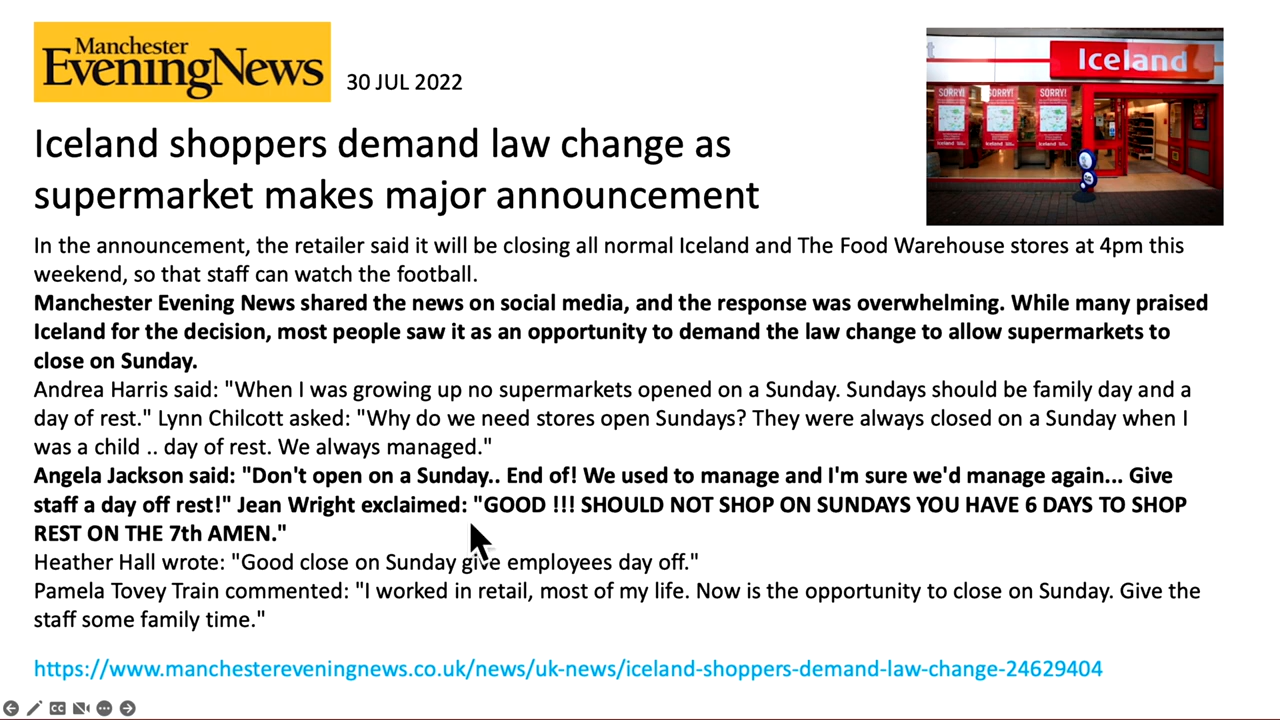 Manchester
EveningNews
30 JUL 2022
Iceland
SORRY!
SORRY!
SORRY!
Iceland shoppers demand law change as
supermarket makes major announcement
In the announcement, the retailer said it will be closing all normal Iceland and The Food Warehouse stores at 4pm this
weekend, so that staff can watch the football.
Manchester Evening News shared the news on social media, and the response was overwhelming. While many praised
Iceland for the decision, most people saw it as an opportunity to demand the law change to allow supermarkets to
close on Sunday.
Andrea Harris said: "When I was growing up no supermarkets opened on a Sunday. Sundays should be family day and a
day of rest." Lynn Chilcott asked: "Why do we need stores open Sundays? They were always closed on a Sunday when I
was a child .. day of rest. We always managed."
Angela Jackson said: "Don't open on a Sunday.. End of! We used to manage and I'm sure we'd manage again... Give
staff a day off rest!" Jean Wright exclaimed: "GOOD !!! SHOULD NOT SHOP ON SUNDAYS YOU HAVE 6 DAYS TO SHOP
REST ON THE 7th AMEN."
Heather Hall wrote: "Good close on Sunday give employees day off."
Pamela Tovey Train commented: "I worked in retail, most of my life. Now is the opportunity to close on Sunday. Give the
staff some family time."
https://www.manchestereveningnews.co.uk/news/uk-news/iceland-shoppers-demand-law-change-24629404
CC